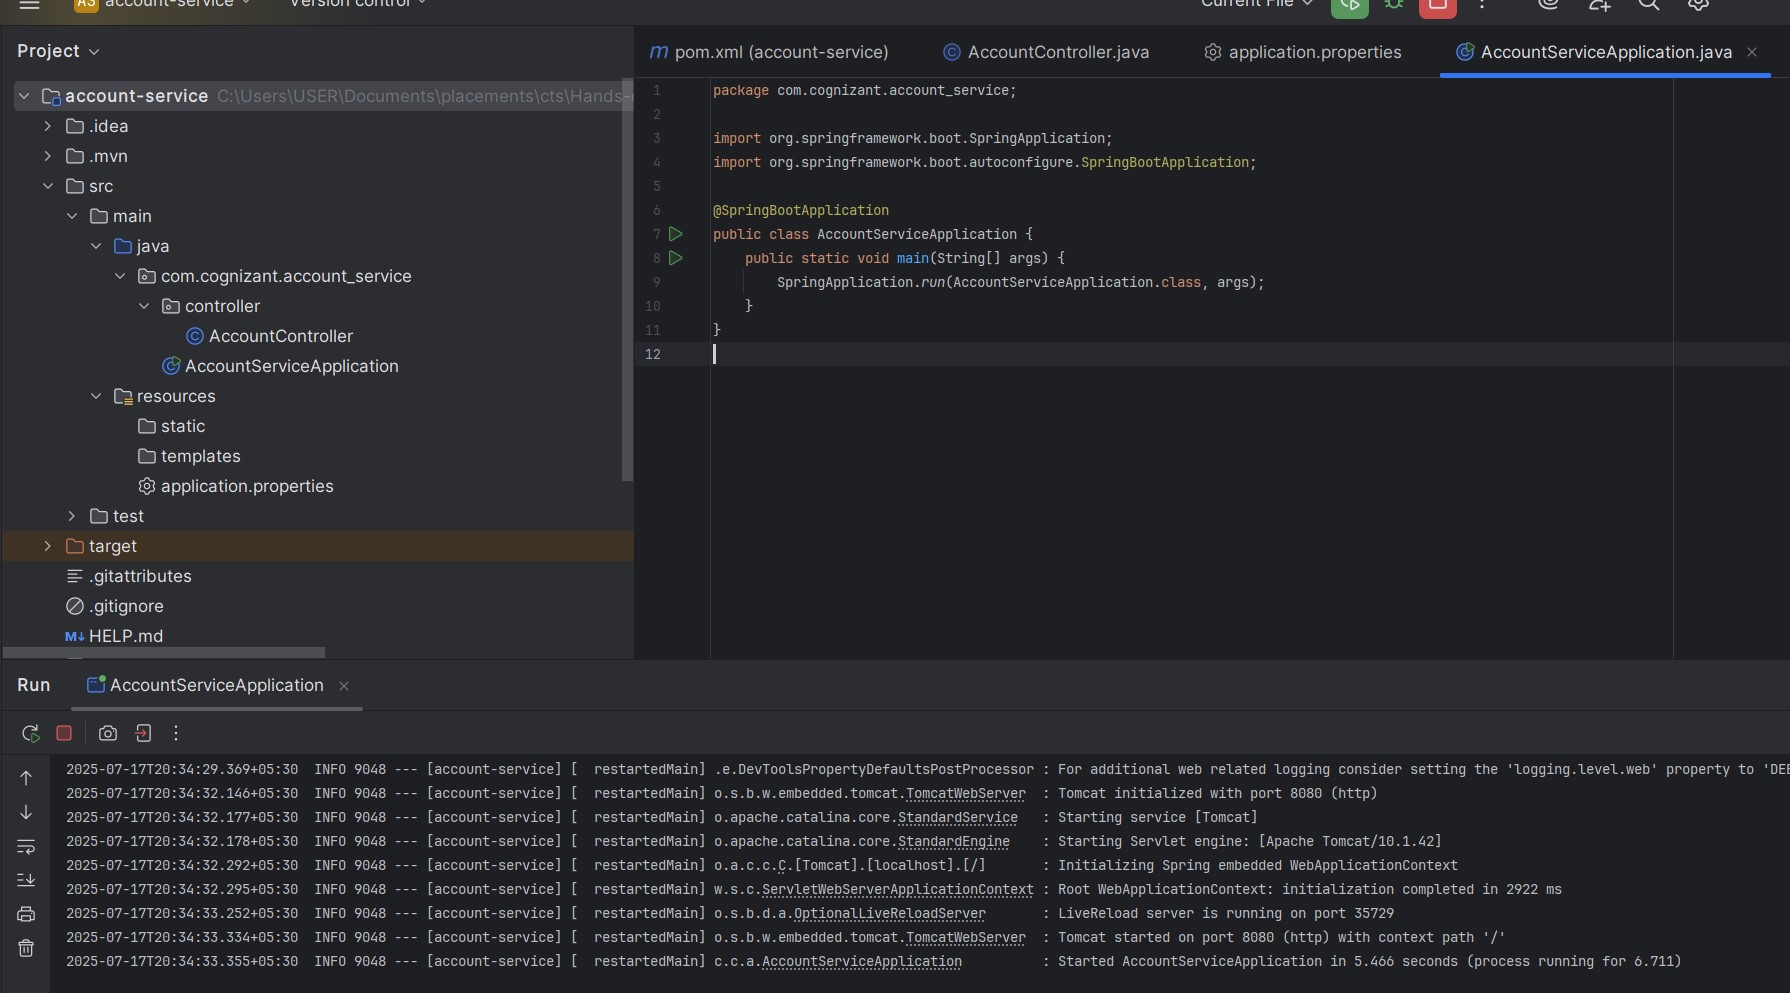 AS account-service
Version control
Current File
Project
account-service C:\Users\USER\Documents\placements\cts\Hands-
.idea
.mvn
src
main
java
com.cognizant.account_service
controller
AccountController
AccountServiceApplication
resources
static
templates
application.properties
test
target
.gitattributes
.gitignore
M↓ HELP.md
m pom.xml (account-service)
AccountController.java
application.properties
AccountServiceApplication.java
1 package com.cognizant.account_service;
2
3 import org.springframework.boot.SpringApplication;
4 import org.springframework.boot.autoconfigure.SpringBootApplication;
5
6 @SpringBootApplication
7 public class AccountServiceApplication {
8 public static void main(String[] args) {
9 SpringApplication.run(AccountServiceApplication.class, args);
10 }
11 }
12
Run AccountServiceApplication
2025-07-17T20:34:29.369+05:30 INFO 9048 --- [account-service] [ restartedMain] .e.DevToolsPropertyDefaultsPostProcessor : For additional web related logging consider setting the 'logging.level.web' property to 'DEB
2025-07-17T20:34:32.146+05:30 INFO 9048 --- [account-service] [ restartedMain] o.s.b.w.embedded.tomcat.TomcatWebServer : Tomcat initialized with port 8080 (http)
2025-07-17T20:34:32.177+05:30 INFO 9048 --- [account-service] [ restartedMain] o.apache.catalina.core.StandardService : Starting service [Tomcat]
2025-07-17T20:34:32.178+05:30 INFO 9048 --- [account-service] [ restartedMain] o.apache.catalina.core.StandardEngine : Starting Servlet engine: [Apache Tomcat/10.1.42]
2025-07-17T20:34:32.292+05:30 INFO 9048 --- [account-service] [ restartedMain] o.a.c.c.C.[Tomcat].[localhost].[/] : Initializing Spring embedded WebApplicationContext
2025-07-17T20:34:32.295+05:30 INFO 9048 --- [account-service] [ restartedMain] w.s.c.ServletWebServerApplicationContext : Root WebApplicationContext: initialization completed in 2922 ms
2025-07-17T20:34:33.252+05:30 INFO 9048 --- [account-service] [ restartedMain] o.s.b.d.a.OptionalLiveReloadServer : LiveReload server is running on port 35729
2025-07-17T20:34:33.334+05:30 INFO 9048 --- [account-service] [ restartedMain] o.s.b.w.embedded.tomcat.TomcatWebServer : Tomcat started on port 8080 (http) with context path '/'
2025-07-17T20:34:33.355+05:30 INFO 9048 --- [account-service] [ restartedMain] c.c.a.AccountServiceApplication : Started AccountServiceApplication in 5.466 seconds (process running for 6.711)